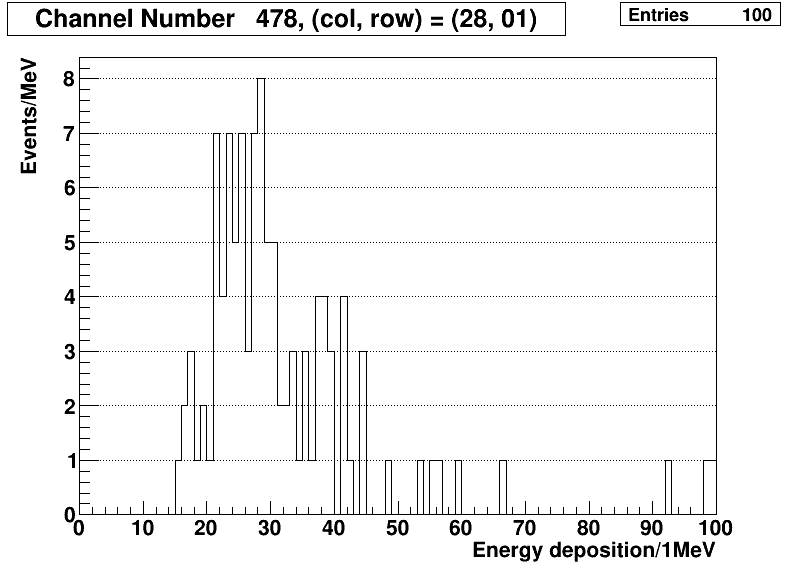 Channel Number 478, (col, row) = (28, 01)
Entries 100
Events/MeV
8
7
6
5
4
3
2
1
0
0 10 20 30 40 50 60 70 80 90 100
Energy deposition/1MeV